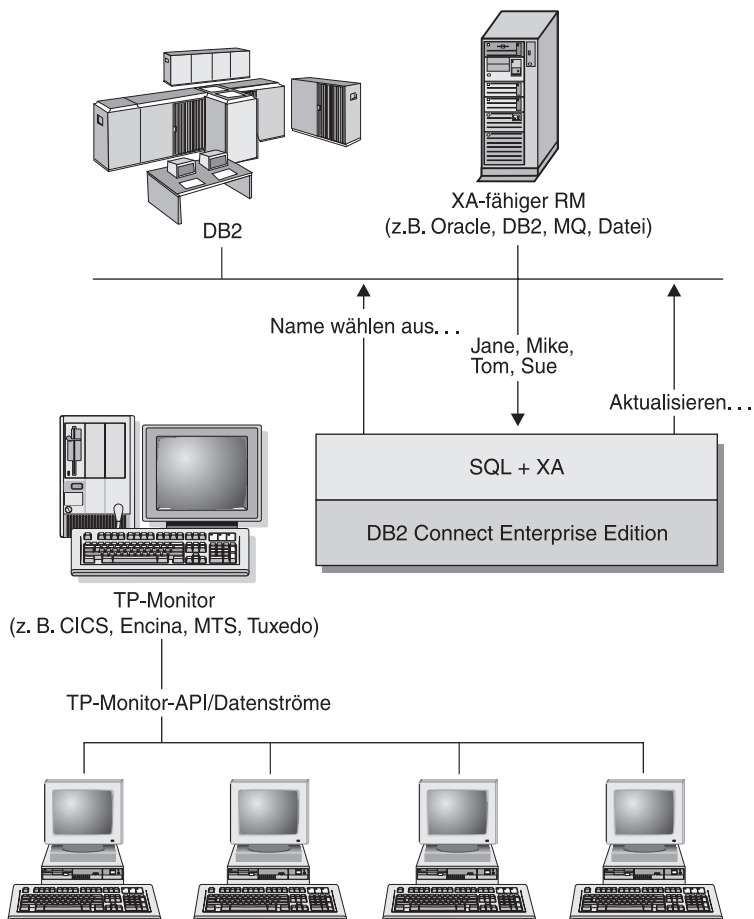 DB2
XA-fähiger RM
(z.B. Oracle, DB2, MQ, Datei)
Name wählen aus. . .
Jane, Mike,
Tom, Sue
Aktualisieren. . .
SQL + XA
DB2 Connect Enterprise Edition
TP-Monitor
(z. B. CICS, Encina, MTS, Tuxedo)
TP-Monitor-API/Datenströme